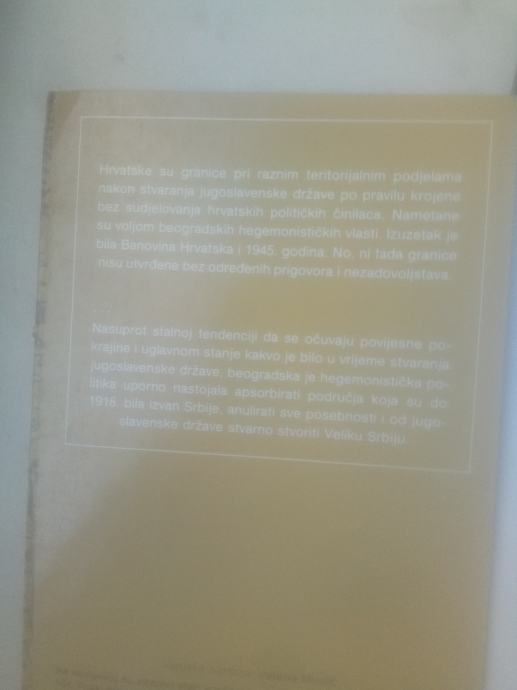 Hrvatske su granice pri raznim teritorijalnim podjelama
nakon stvaranja jugoslavenske države po pravilu krojene
bez sudjelovanja hrvatskih političkih činilaca. Nametane
su voljom beogradskih hegemonističkih vlasti. Izuzetak je
bila Banovina Hrvatska i 1945. godina. No, ni tada granice
nisu utvrđene bez određenih prigovora i nezadovoljstava.
...
Nasuprot stalnoj tendenciji da se očuvaju povijesne po-
krajine i uglavnom stanje kakvo je bilo u vrijeme stvaranja
jugoslavenske države, beogradska je hegemonistička po-
litika uporno nastojala apsorbirati područja koja su do
1918. bila izvan Srbije, anulirati sve posebnosti i od jugo-
slavenske države stvarno stvoriti Veliku Srbiju